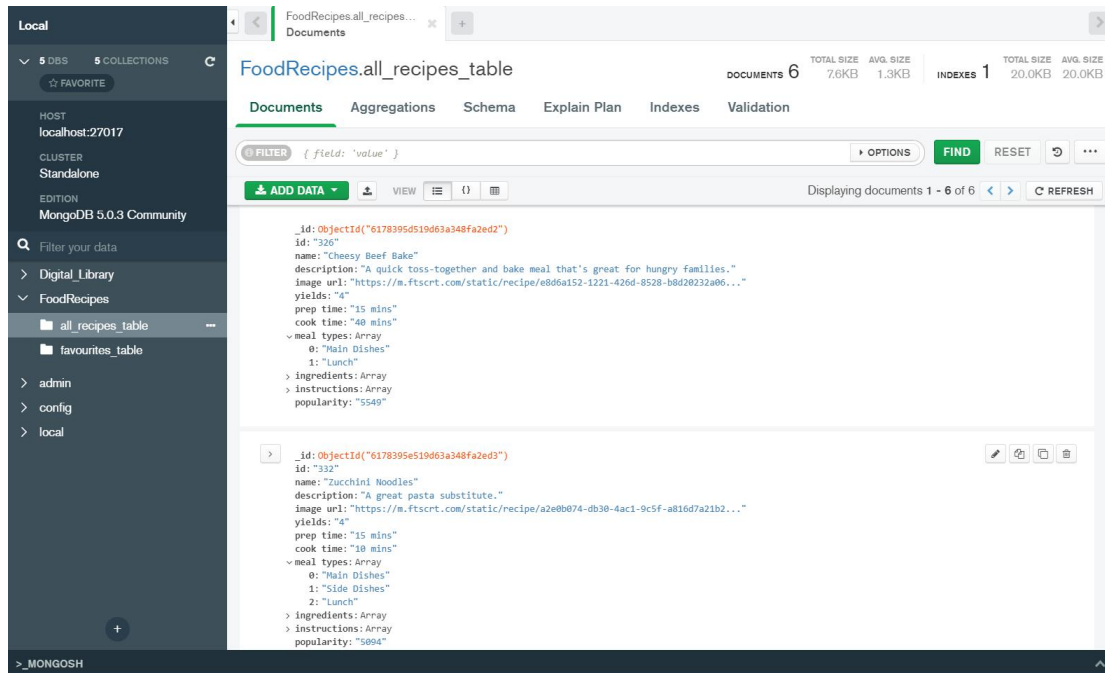 Local
5 DBS 5 COLLECTIONS
FAVORITE
HOST
localhost:27017
CLUSTER
Standalone
EDITION
MongoDB 5.0.3 Community
Filter your data
Digital_Library
FoodRecipes
all_recipes_table
favourites_table
admin
config
local
>_MONGOSH
FoodRecipes.all_recipes...
Documents
FoodRecipes.all_recipes_table
DOCUMENTS 6 TOTAL SIZE 7.6KB AVG. SIZE 1.3KB INDEXES 1 TOTAL SIZE 20.0KB AVG. SIZE 20.0KB
Documents Aggregations Schema Explain Plan Indexes Validation
FILTER { field: 'value' } OPTIONS FIND RESET ...
ADD DATA VIEW {} Displaying documents 1 - 6 of 6 < > REFRESH
_id: ObjectId("6178395d519d63a348fa2ed2")
id: "326"
name: "Cheesy Beef Bake"
description: "A quick toss-together and bake meal that's great for hungry families."
image url: "https://m.ftscrt.com/static/recipe/e8d6a152-1221-426d-8528-b8d20232a06..."
yields: "4"
prep time: "15 mins"
cook time: "40 mins"
meal types: Array
0: "Main Dishes"
1: "Lunch"
> ingredients: Array
> instructions: Array
popularity: "5549"
_id: ObjectId("6178395e519d63a348fa2ed3")
id: "332"
name: "Zucchini Noodles"
description: "A great pasta substitute."
image url: "https://m.ftscrt.com/static/recipe/a2e0b074-db30-4ac1-9c5f-a816d7a21b2..."
yields: "4"
prep time: "15 mins"
cook time: "10 mins"
meal types: Array
0: "Main Dishes"
1: "Side Dishes"
2: "Lunch"
> ingredients: Array
> instructions: Array
popularity: "5094"